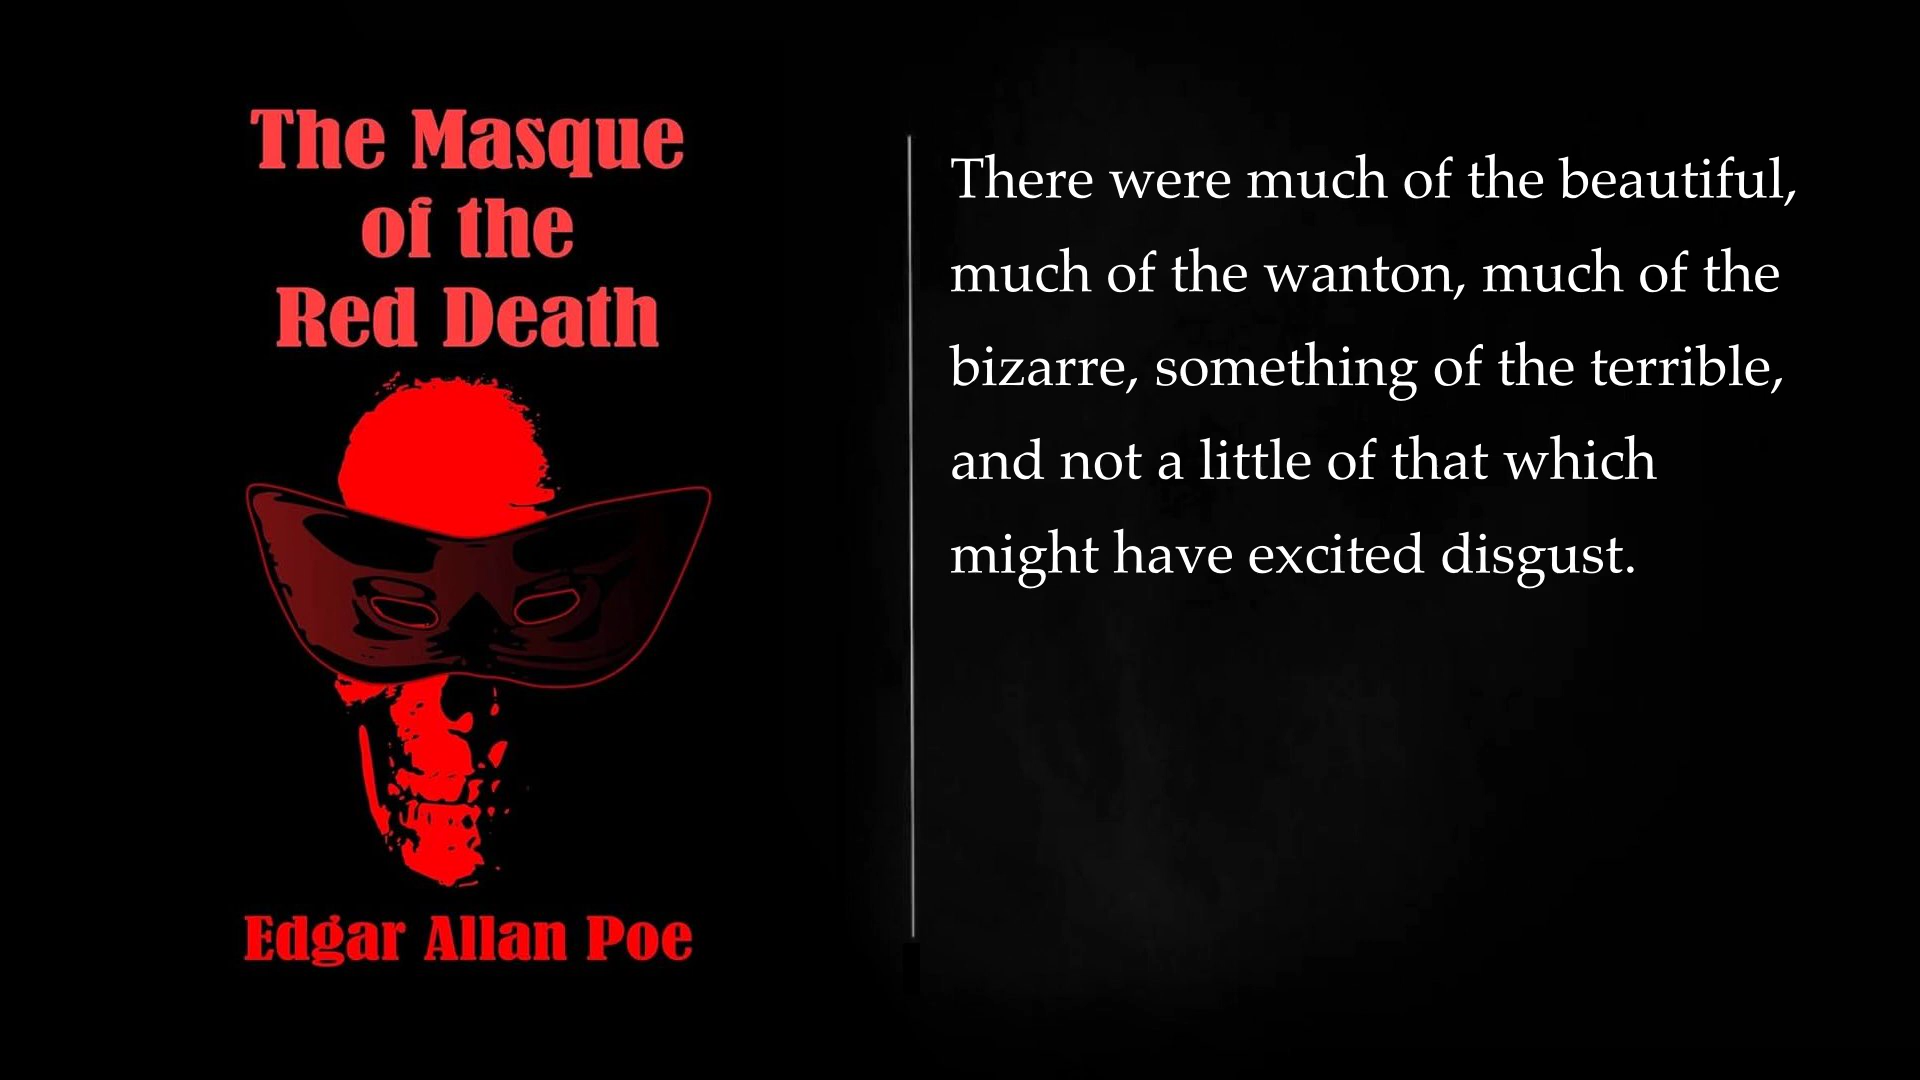 The Masque
of the
Red Death
Edgar Allan Poe
There were much of the beautiful,
much of the wanton, much of the
bizarre, something of the terrible,
and not a little of that which
might have excited disgust.